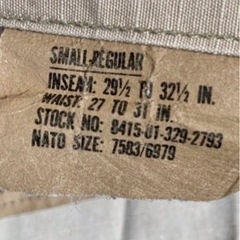 SMALL-REGULAR
INSEAM: 29½ TO 32½ IN.
WAIST: 27 TO 31 IN.
STOCK NO: 8415-01-329-2793
NATO SIZE: 7583/6979